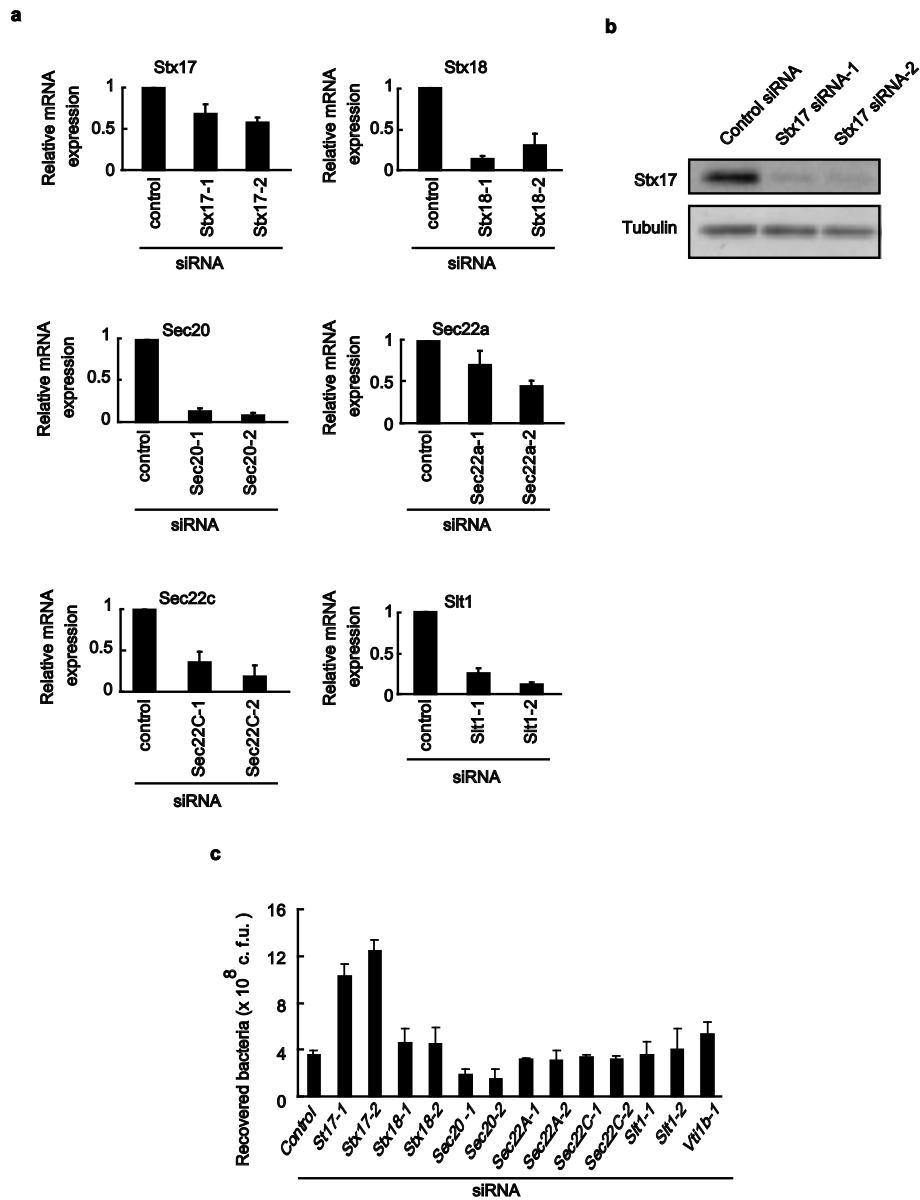 a
Stx17
Relative mRNA
expression
1
0.5
0
control
Stx17-1
Stx17-2
siRNA
Stx18
Relative mRNA
expression
1
0.5
0
control
Stx18-1
Stx18-2
siRNA
Sec20
Relative mRNA
expression
1
0.5
0
control
Sec20-1
Sec20-2
siRNA
Sec22a
Relative mRNA
expression
1
0.5
0
control
Sec22a-1
Sec22a-2
siRNA
Sec22c
Relative mRNA
expression
1
0.5
0
control
Sec22C-1
Sec22C-2
siRNA
Slt1
Relative mRNA
expression
1
0.5
0
control
Slt1-1
Slt1-2
siRNA
b
Control siRNA
Stx17 siRNA-1
Stx17 siRNA-2
Stx17
Tubulin
c
Recovered bacteria (x 10⁸ c. f.u. )
16
12
8
4
0
Control
St17-1
Stx17-2
Stx18-1
Stx18-2
Sec20-1
Sec20-2
Sec22A-1
Sec22A-2
Sec22C-1
Sec22C-2
Slt1-1
Slt1-2
Vti1b-1
siRNA